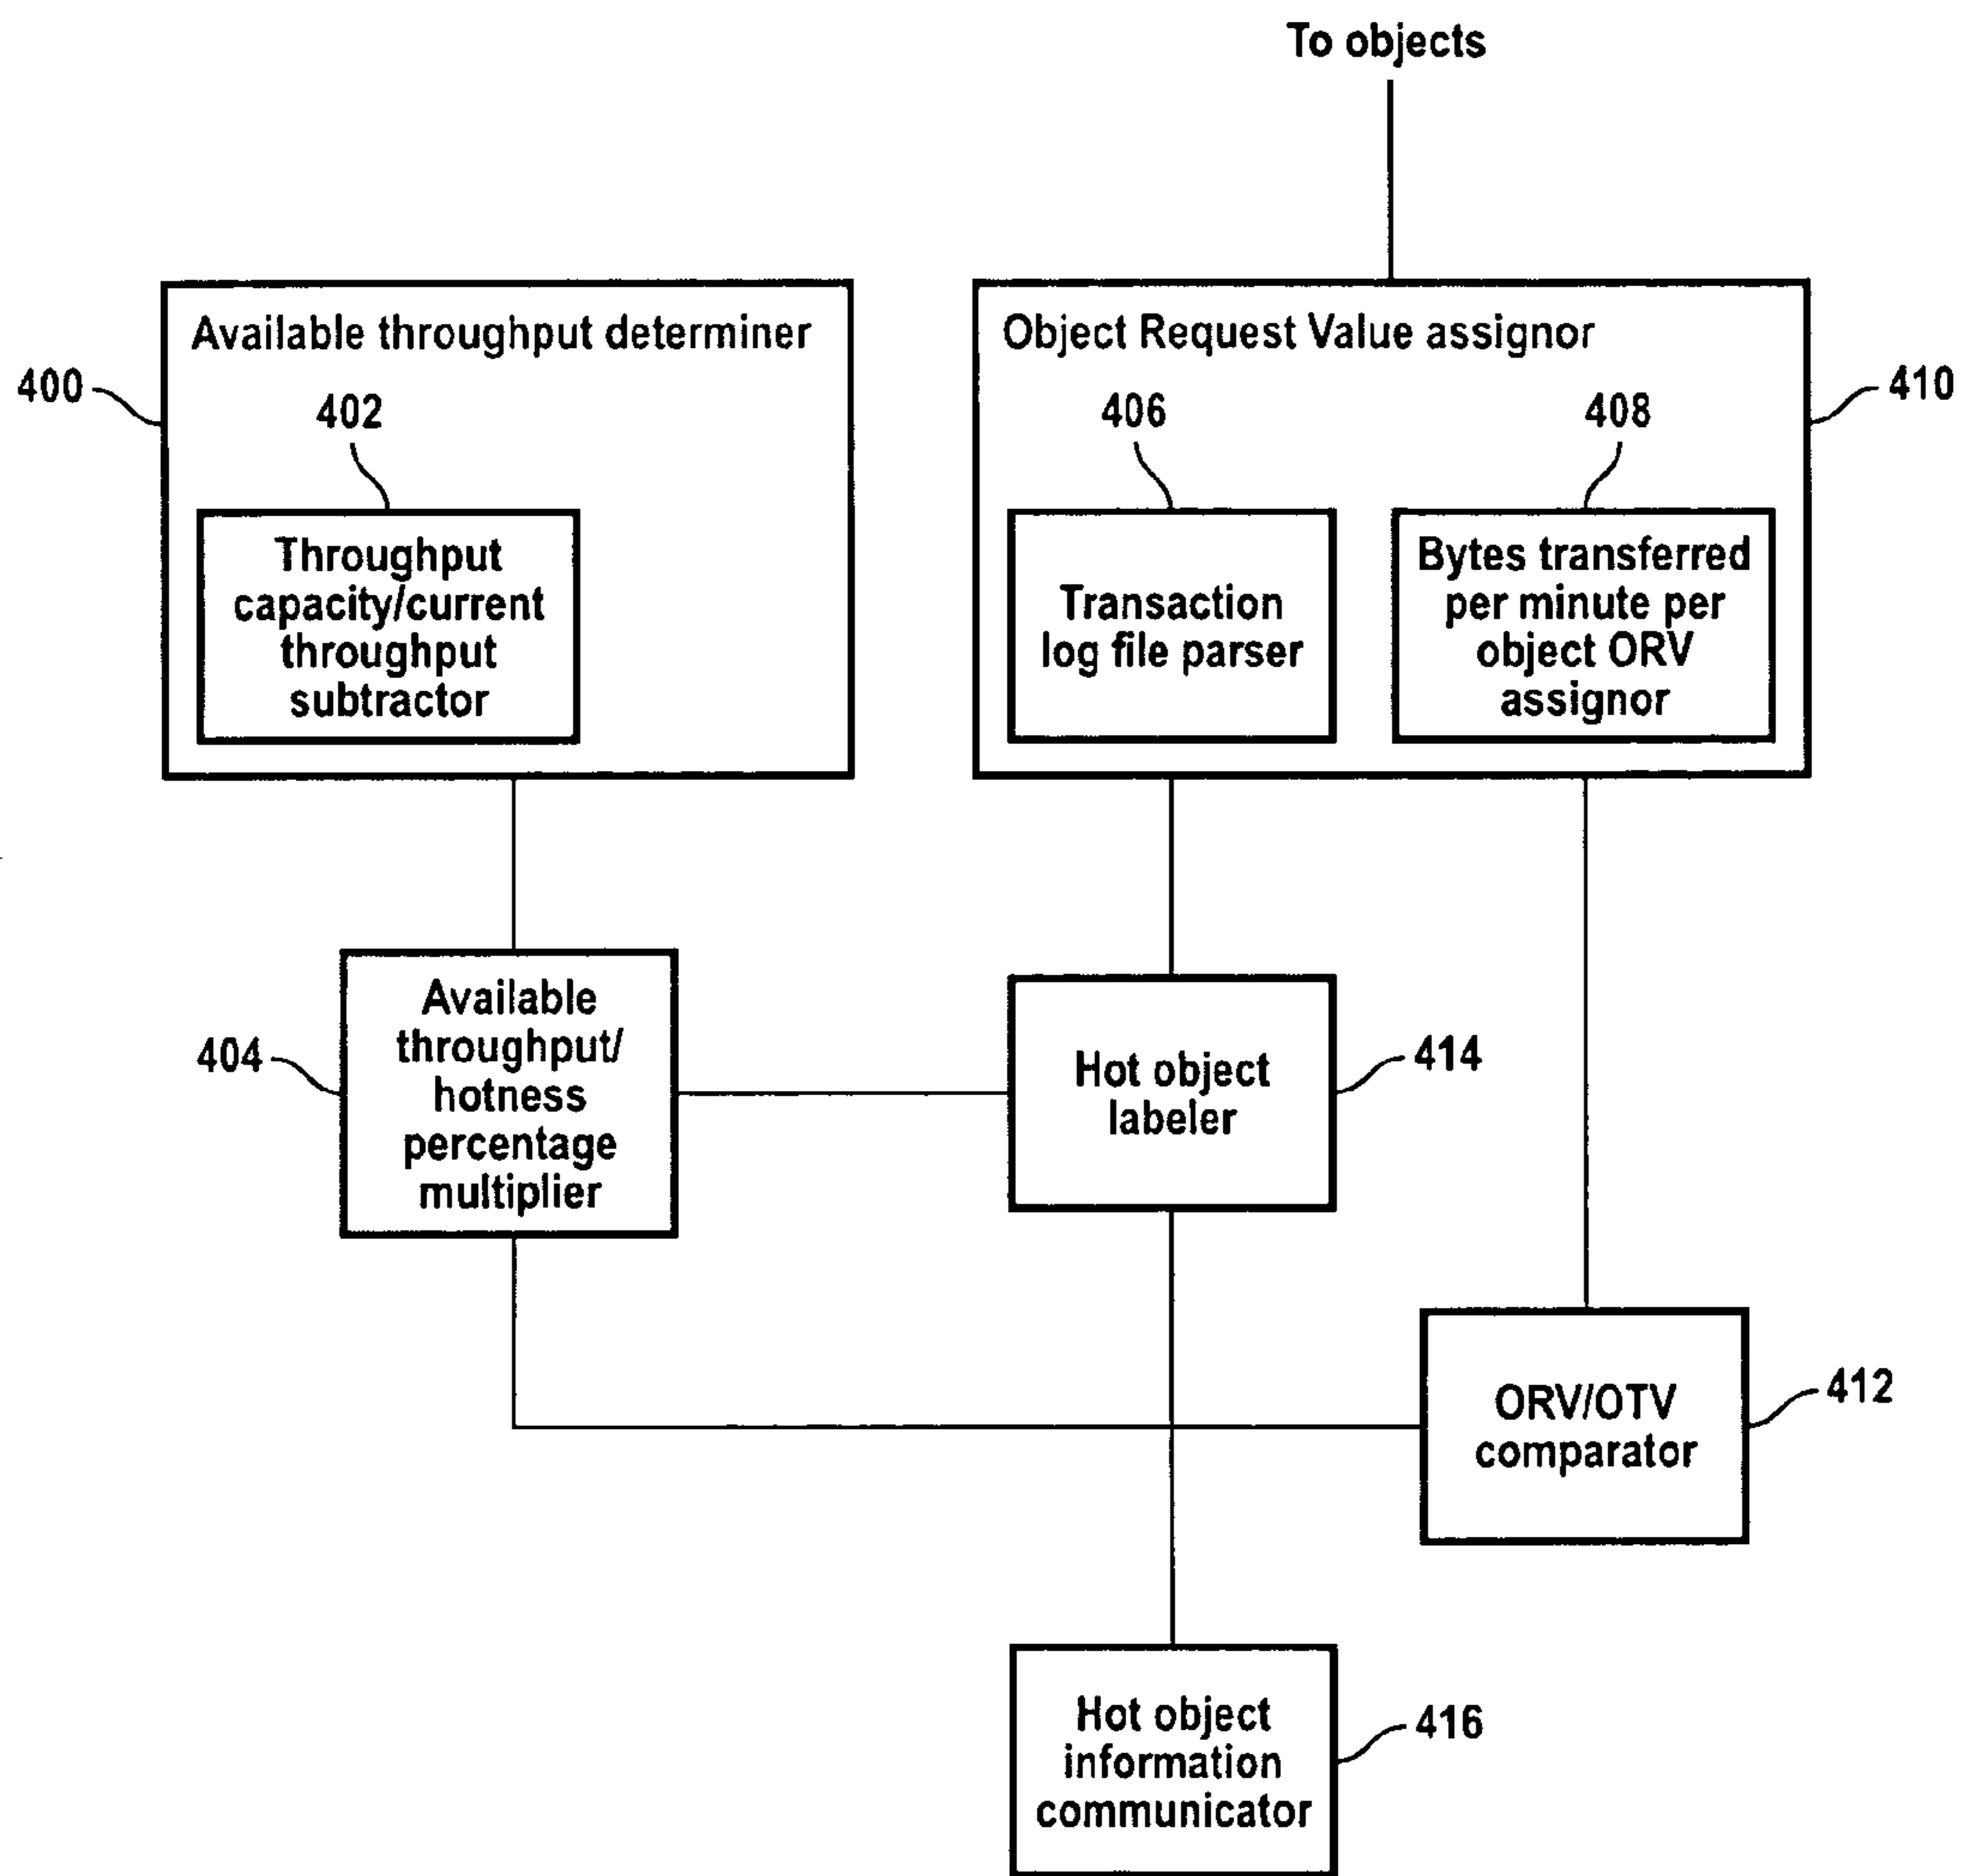 To objects
Available throughput determiner
Object Request Value assignor
400
410
402
406
408
Throughput
capacity/current
throughput
subtractor
Transaction
log file parser
Bytes transferred
per minute per
object ORV
assignor
Available
throughput/
hotness
percentage
multiplier
404
Hot object
labeler
414
ORV/OTV
comparator
412
Hot object
information
communicator
416